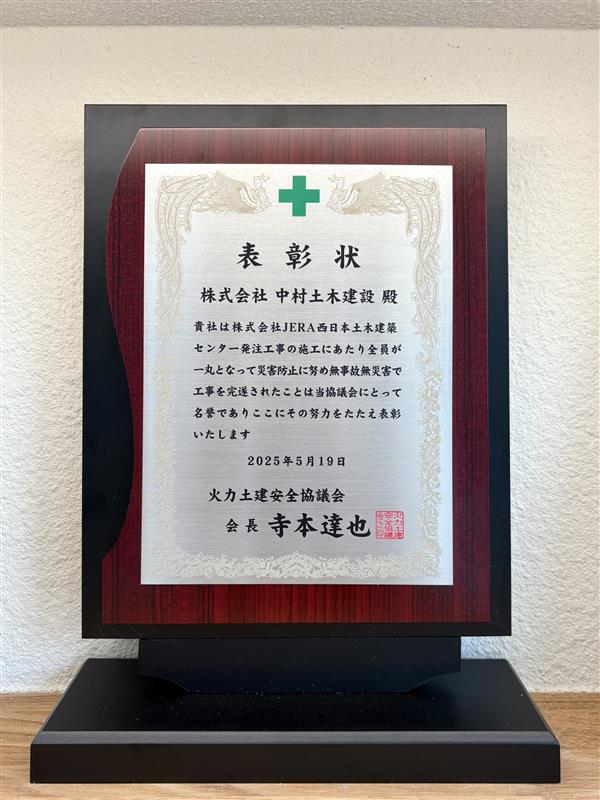 表彰状
株式会社 中村土木建設 殿
貴社は株式会社JERA西日本土木建築
センター発注工事の施工にあたり全員が
一丸となって災害防止に努め無事故無災害で
工事を完遂されたことは当協議会にとって
名誉でありここにその努力をたたえ表彰
いたします
2025年5月19日
火力土建安全協議会
会長 寺本達也